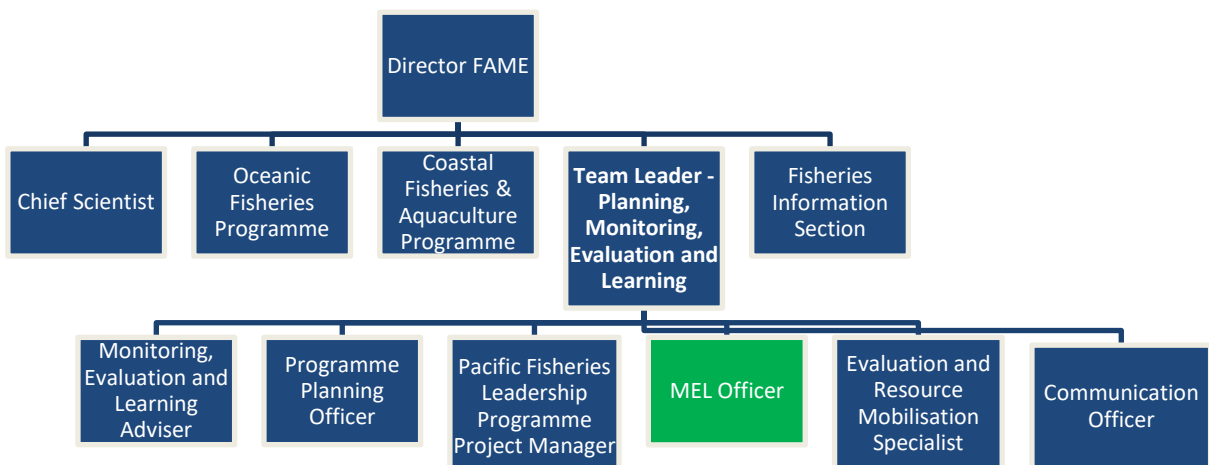 Director FAME
Chief Scientist
Oceanic
Fisheries
Programme
Coastal
Fisheries &
Aquaculture
Programme
Team Leader -
Planning,
Monitoring,
Evaluation and
Learning
Fisheries
Information
Section
Monitoring,
Evaluation and
Learning
Adviser
Programme
Planning
Officer
Pacific Fisheries
Leadership
Programme
Project Manager
MEL Officer
Evaluation and
Resource
Mobilisation
Specialist
Communication
Officer